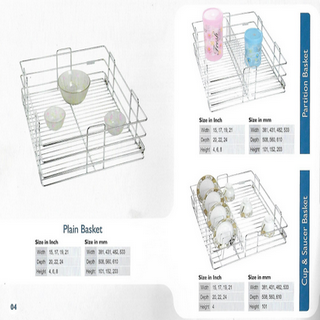 Plain Basket
Size in Inch
Size in mm
Width 15, 17, 19, 21
Width 381, 431, 482, 533
Depth 20, 22, 24
Depth 508, 560, 610
Height 4, 6, 8
Height 101, 152, 203
04
Partition Basket
Size in Inch
Size in mm
Width 15, 17, 19, 21
Width 381, 431, 482, 533
Depth 20, 22, 24
Depth 508, 560, 610
Height 4, 6, 8
Height 101, 152, 203
Cup & Saucer Basket
Size in Inch
Size in mm
Width 15, 17, 19, 21
Width 381, 431, 482, 533
Depth 20, 22, 24
Depth 508, 560, 610
Height 4
Height 101